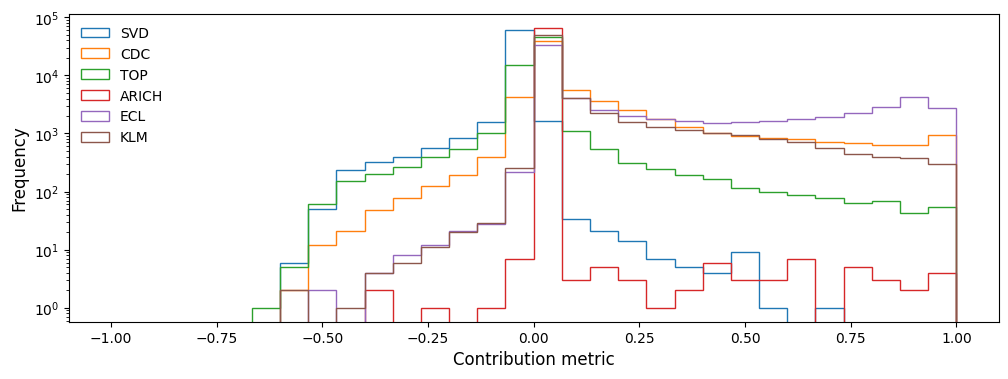 10⁵
10⁴
10³
10²
10¹
10⁰
Frequency
SVD
CDC
TOP
ARICH
ECL
KLM
−1.00 −0.75 −0.50 −0.25 0.00 0.25 0.50 0.75 1.00
Contribution metric